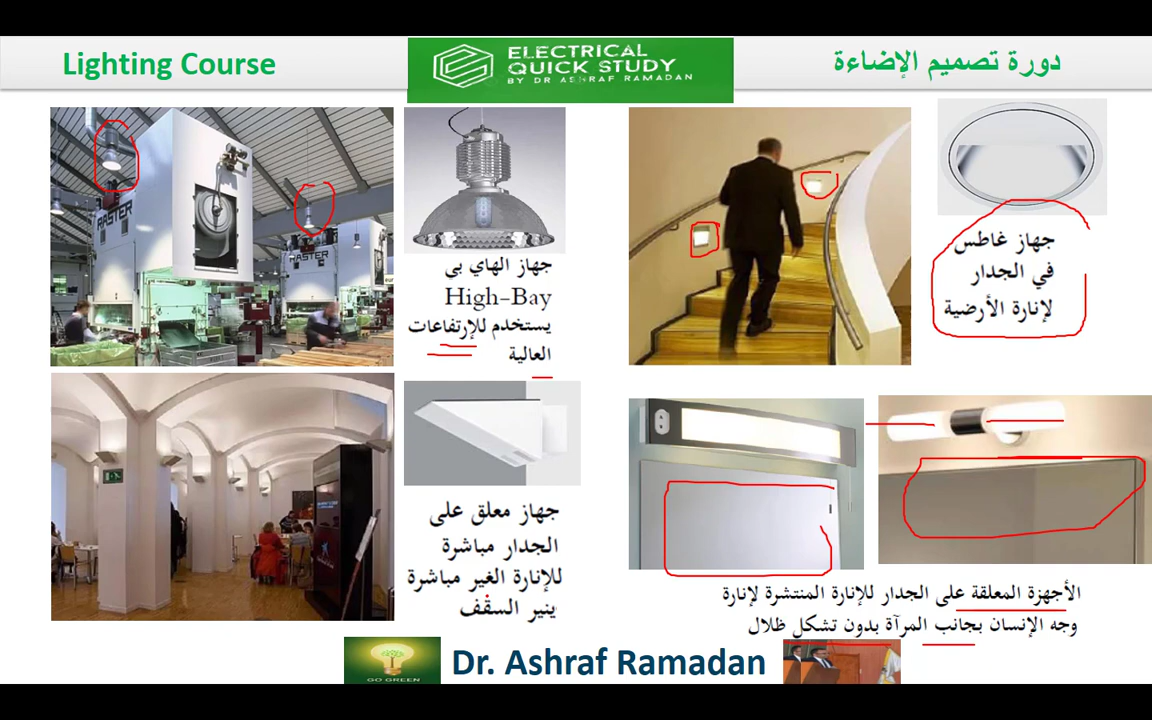 Lighting Course
ELECTRICAL
QUICK STUDY
BY DR ASHRAF RAMADAN
دورة تصميم الإضاءة
RASTER
RASTER
جهاز الهاي بي
High-Bay
يستخدم للإرتفاعات
العالية
جهاز غاطس
في الجدار
لإنارة الأرضية
جهاز معلق على
الجدار مباشرة
للإنارة الغير مباشرة
ينير السقف
الأجهزة المعلقة على الجدار للإنارة المنتشرة لإنارة
وجه الإنسان بجانب المرآة بدون تشكل ظلال
GO GREEN
Dr. Ashraf Ramadan